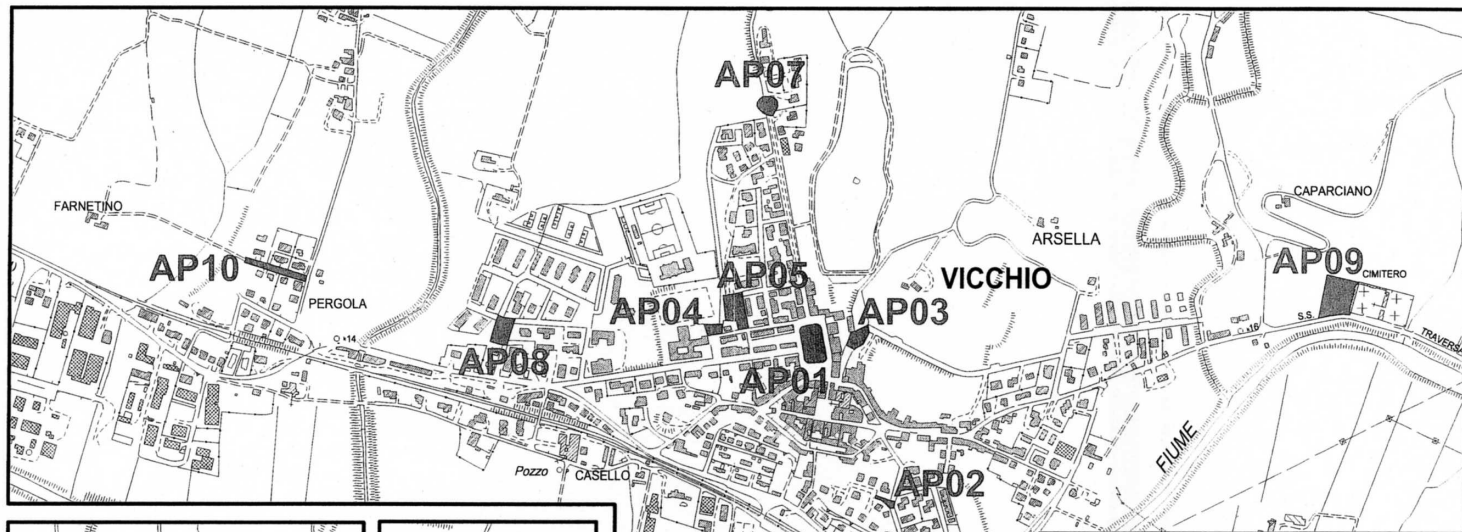 AP07
FARNETINO
ARSELLA
CAPARCIANO
AP10
AP05
VICCHIO
AP09
CIMITERO
PERGOLA
AP04
AP03
S.S.
TRAVERSA
AP08
AP01
FIUME
Pozzo
CASELLO
AP02